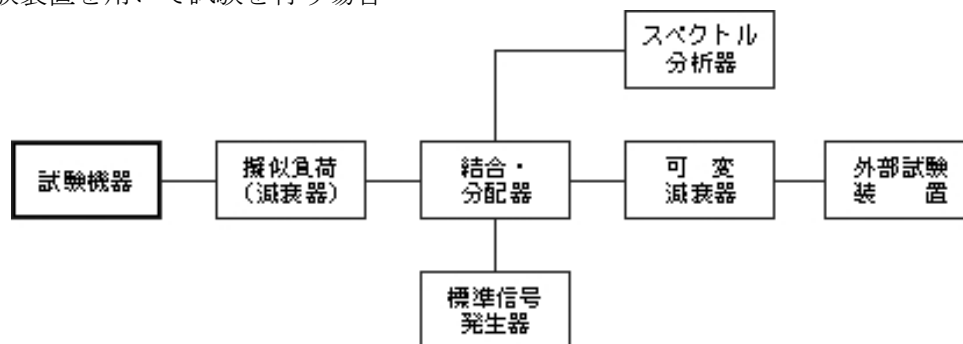 験装置を用いて試験を行う場合
スペクトル
分析器
試験機器
擬似負荷
（減衰器）
結合・
分配器
可　変
減衰器
外部試験
装　　置
標準信号
発生器